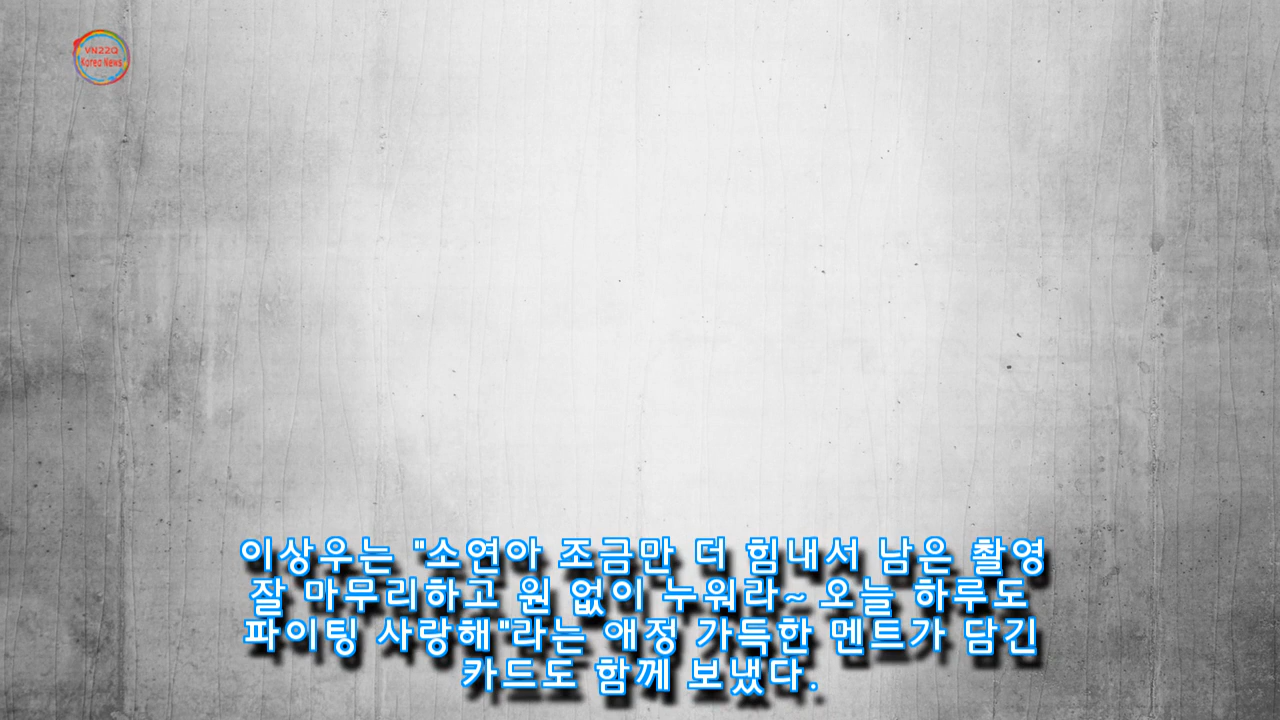 VN22Q
Korea News
이상우는 "소연아 조금만 더 힘내서 남은 촬영
잘 마무리하고 원 없이 누워라~ 오늘 하루도
파이팅 사랑해"라는 애정 가득한 멘트가 담긴
카드도 함께 보냈다.